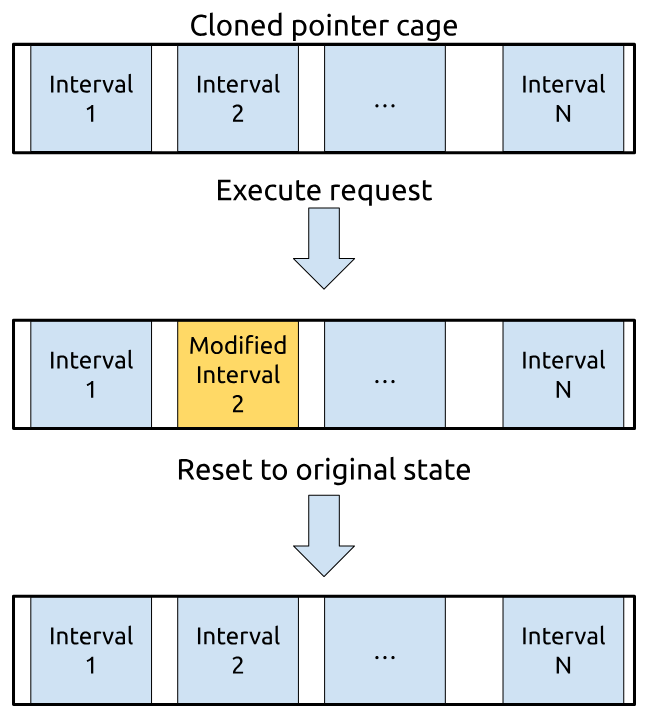 Cloned pointer cage
Interval Interval ... Interval
1 2 N
Execute request
Interval Modified Interval 2 ... Interval
1 N
Reset to original state
Interval Interval ... Interval
1 2 N